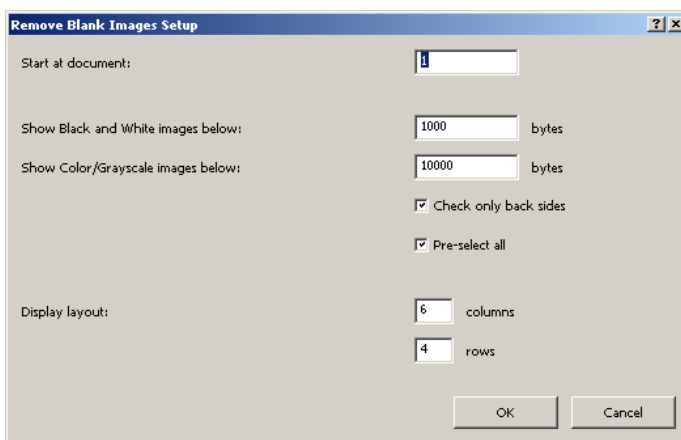 Remove Blank Images Setup
Start at document: 1
Show Black and White images below: 1000 bytes
Show Color/Grayscale images below: 10000 bytes
Check only back sides
Pre-select all
Display layout: 6 columns
4 rows
OK Cancel